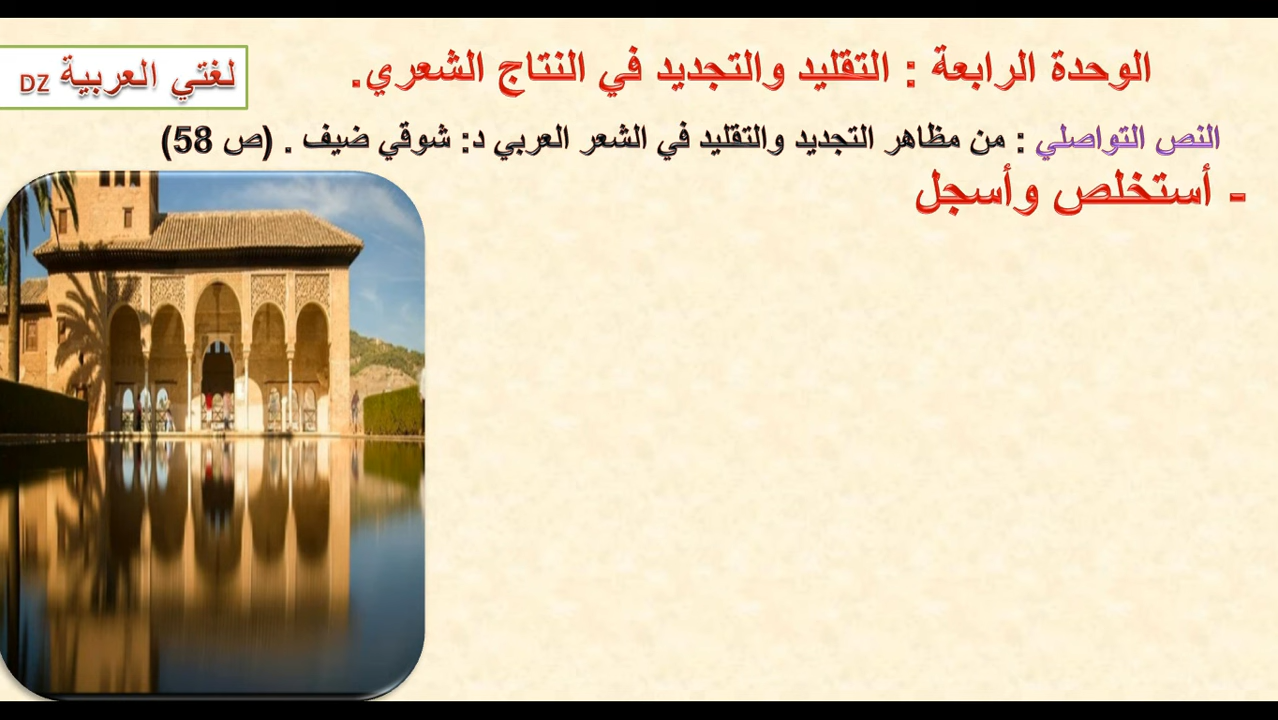 الوحدة الرابعة : التقليد والتجديد في النتاج الشعري.
لغتي العربية DZ
النص التواصلي : من مظاهر التجديد والتقليد في الشعر العربي د: شوقي ضيف . (ص 58)
- أستخلص وأسجل